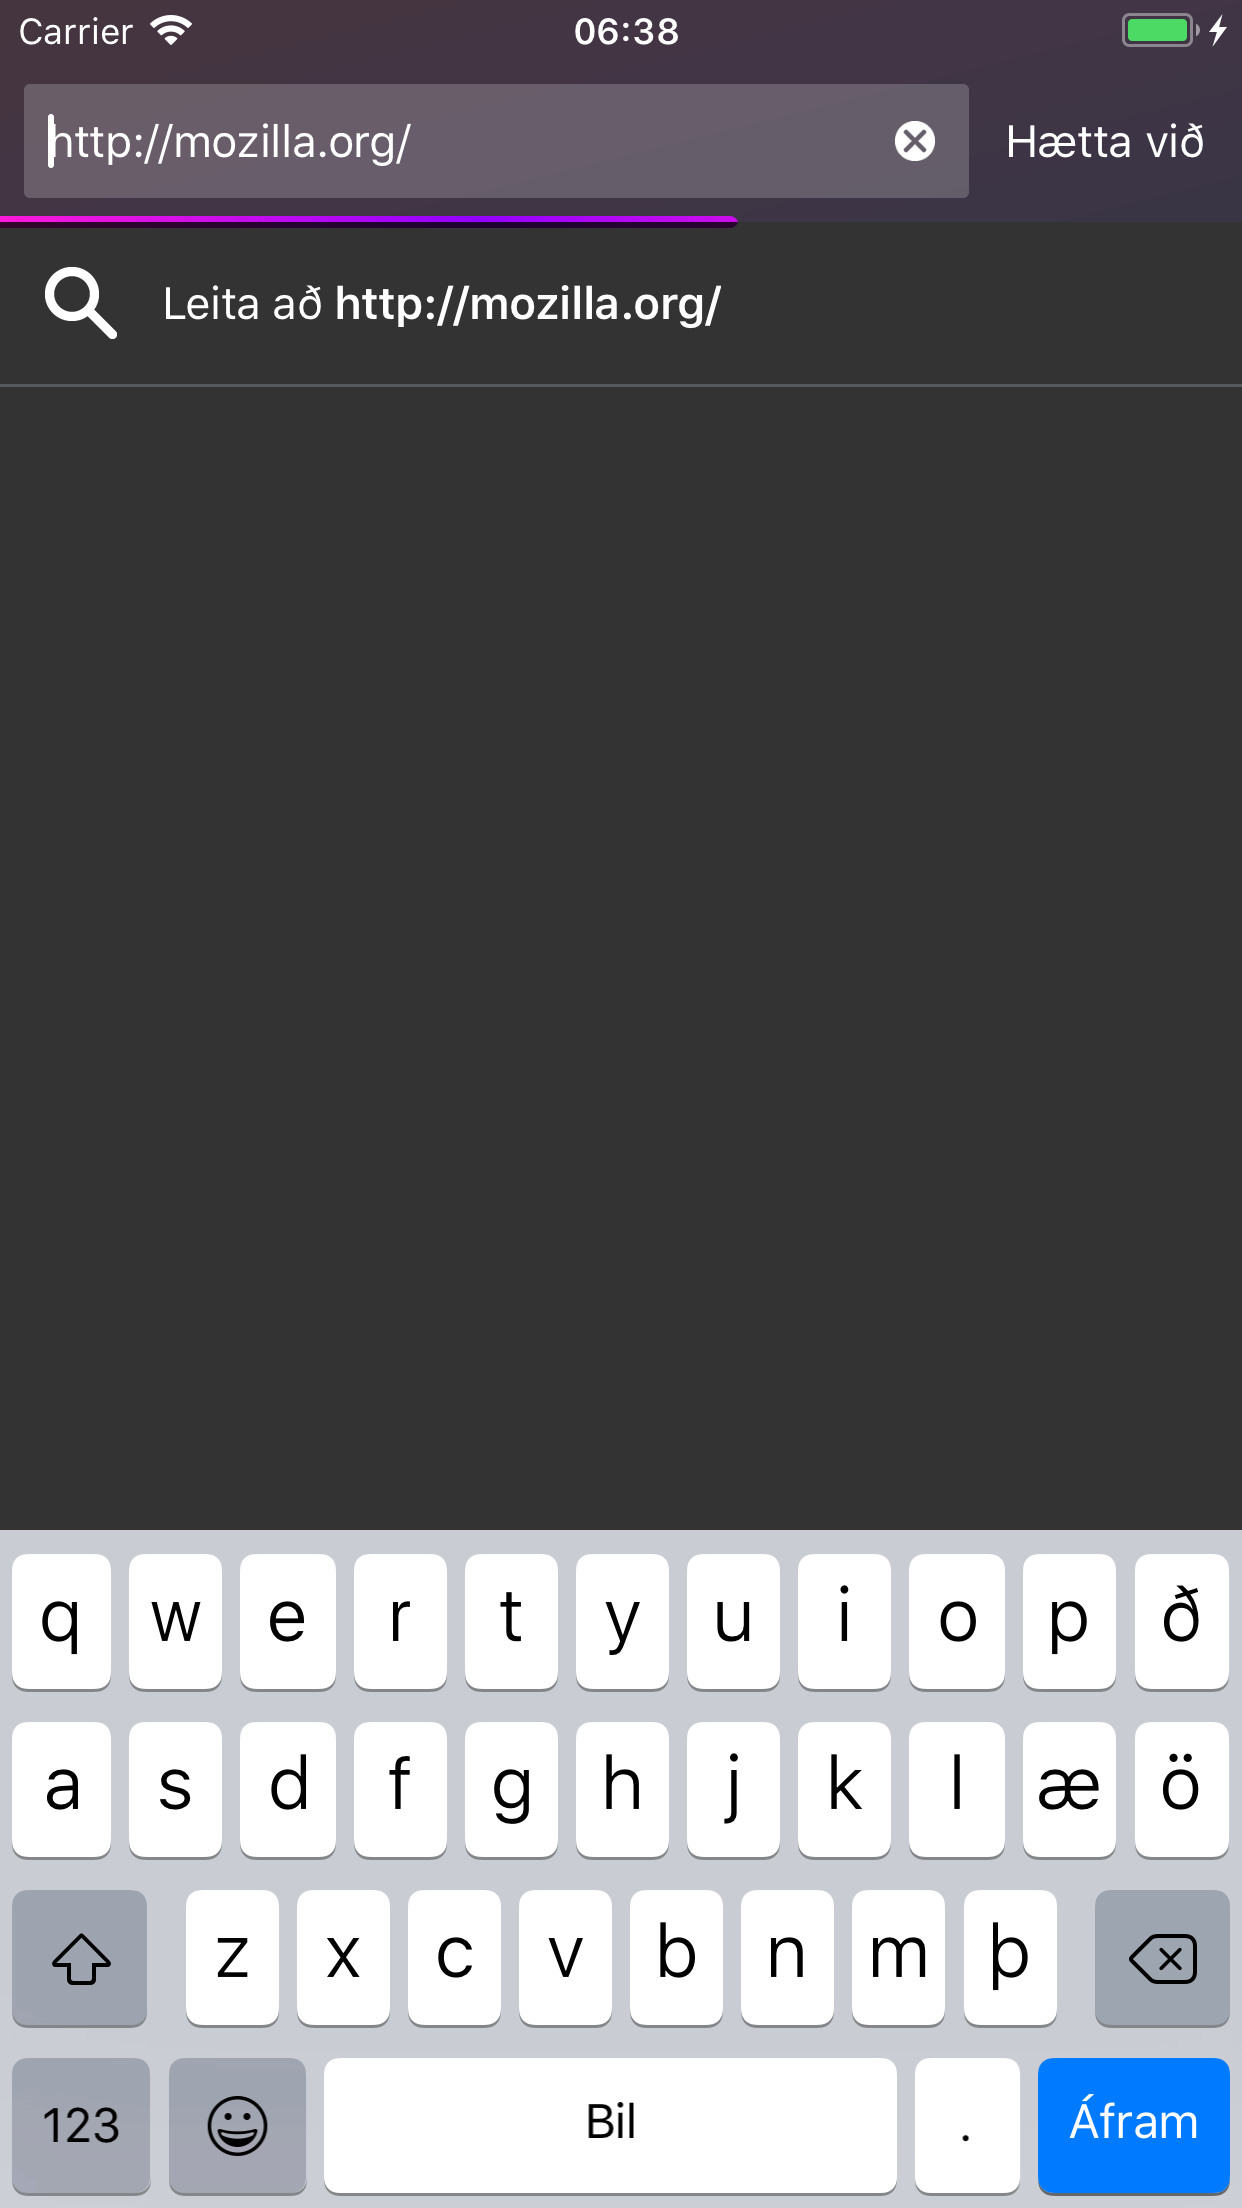 Carrier 06:38
http://mozilla.org/ Hætta við
Leita að http://mozilla.org/
q w e r t y u i o p ð
a s d f g h j k l æ ö
z x c v b n m þ
123 Bil . Áfram